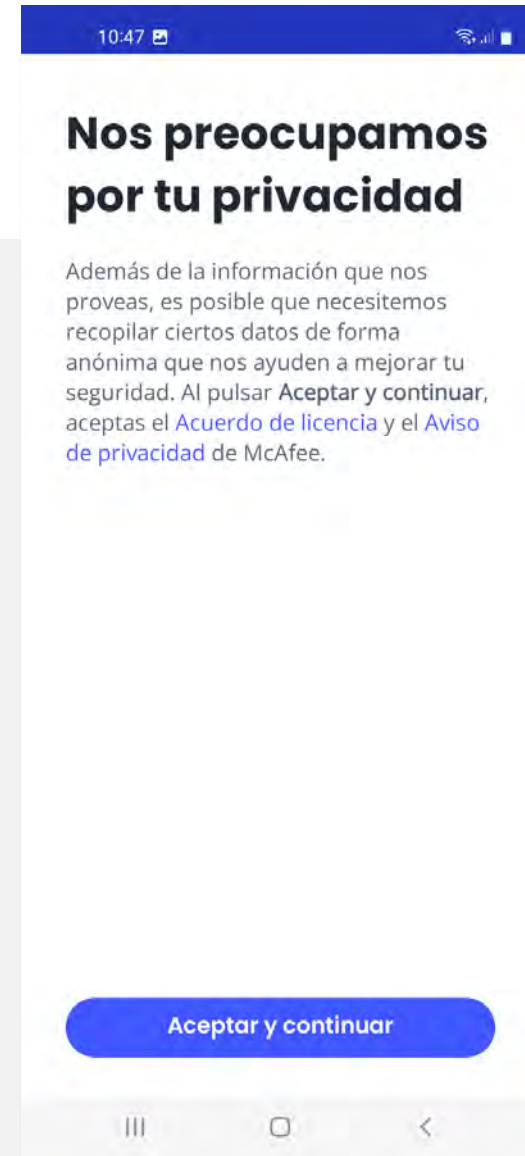 10:47
Nos preocupamos
por tu privacidad
Además de la información que nos
proveas, es posible que necesitemos
recopilar ciertos datos de forma
anónima que nos ayuden a mejorar tu
seguridad. Al pulsar Aceptar y continuar,
aceptas el Acuerdo de licencia y el Aviso
de privacidad de McAfee.
Aceptar y continuar